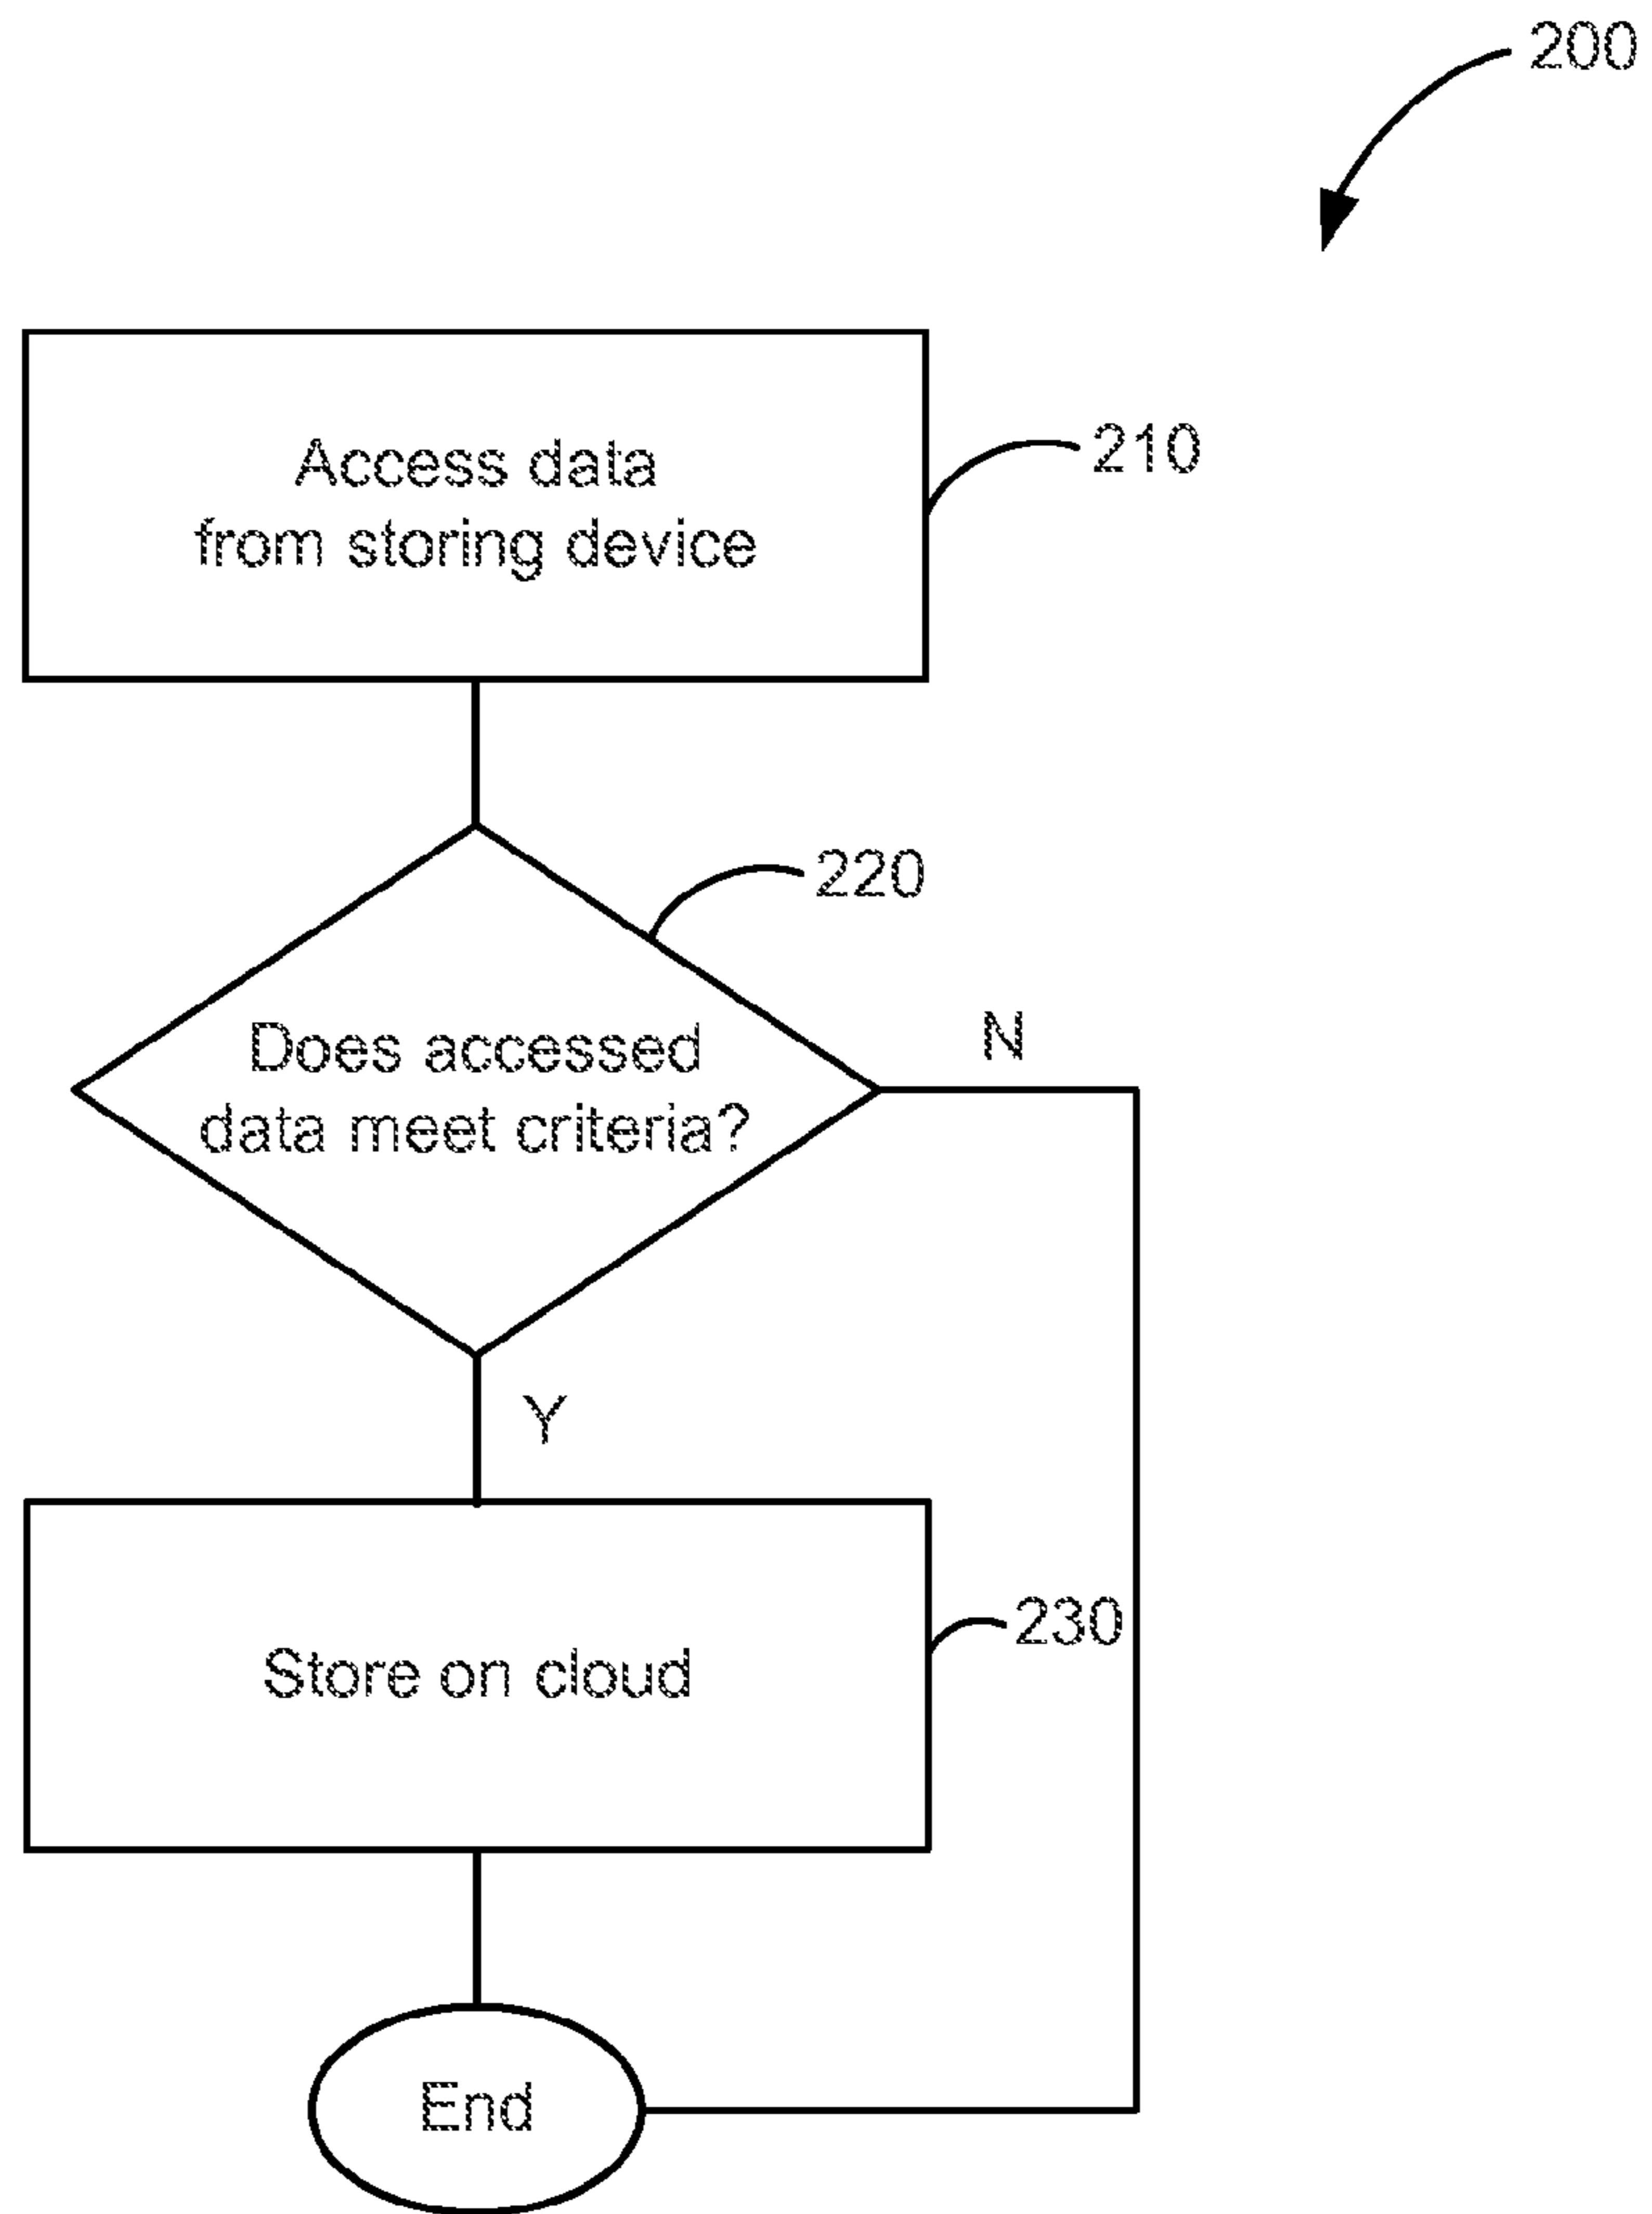 200
Access data
from storing device
210
220
Does accessed
data meet criteria?
N
Y
Store on cloud
230
End